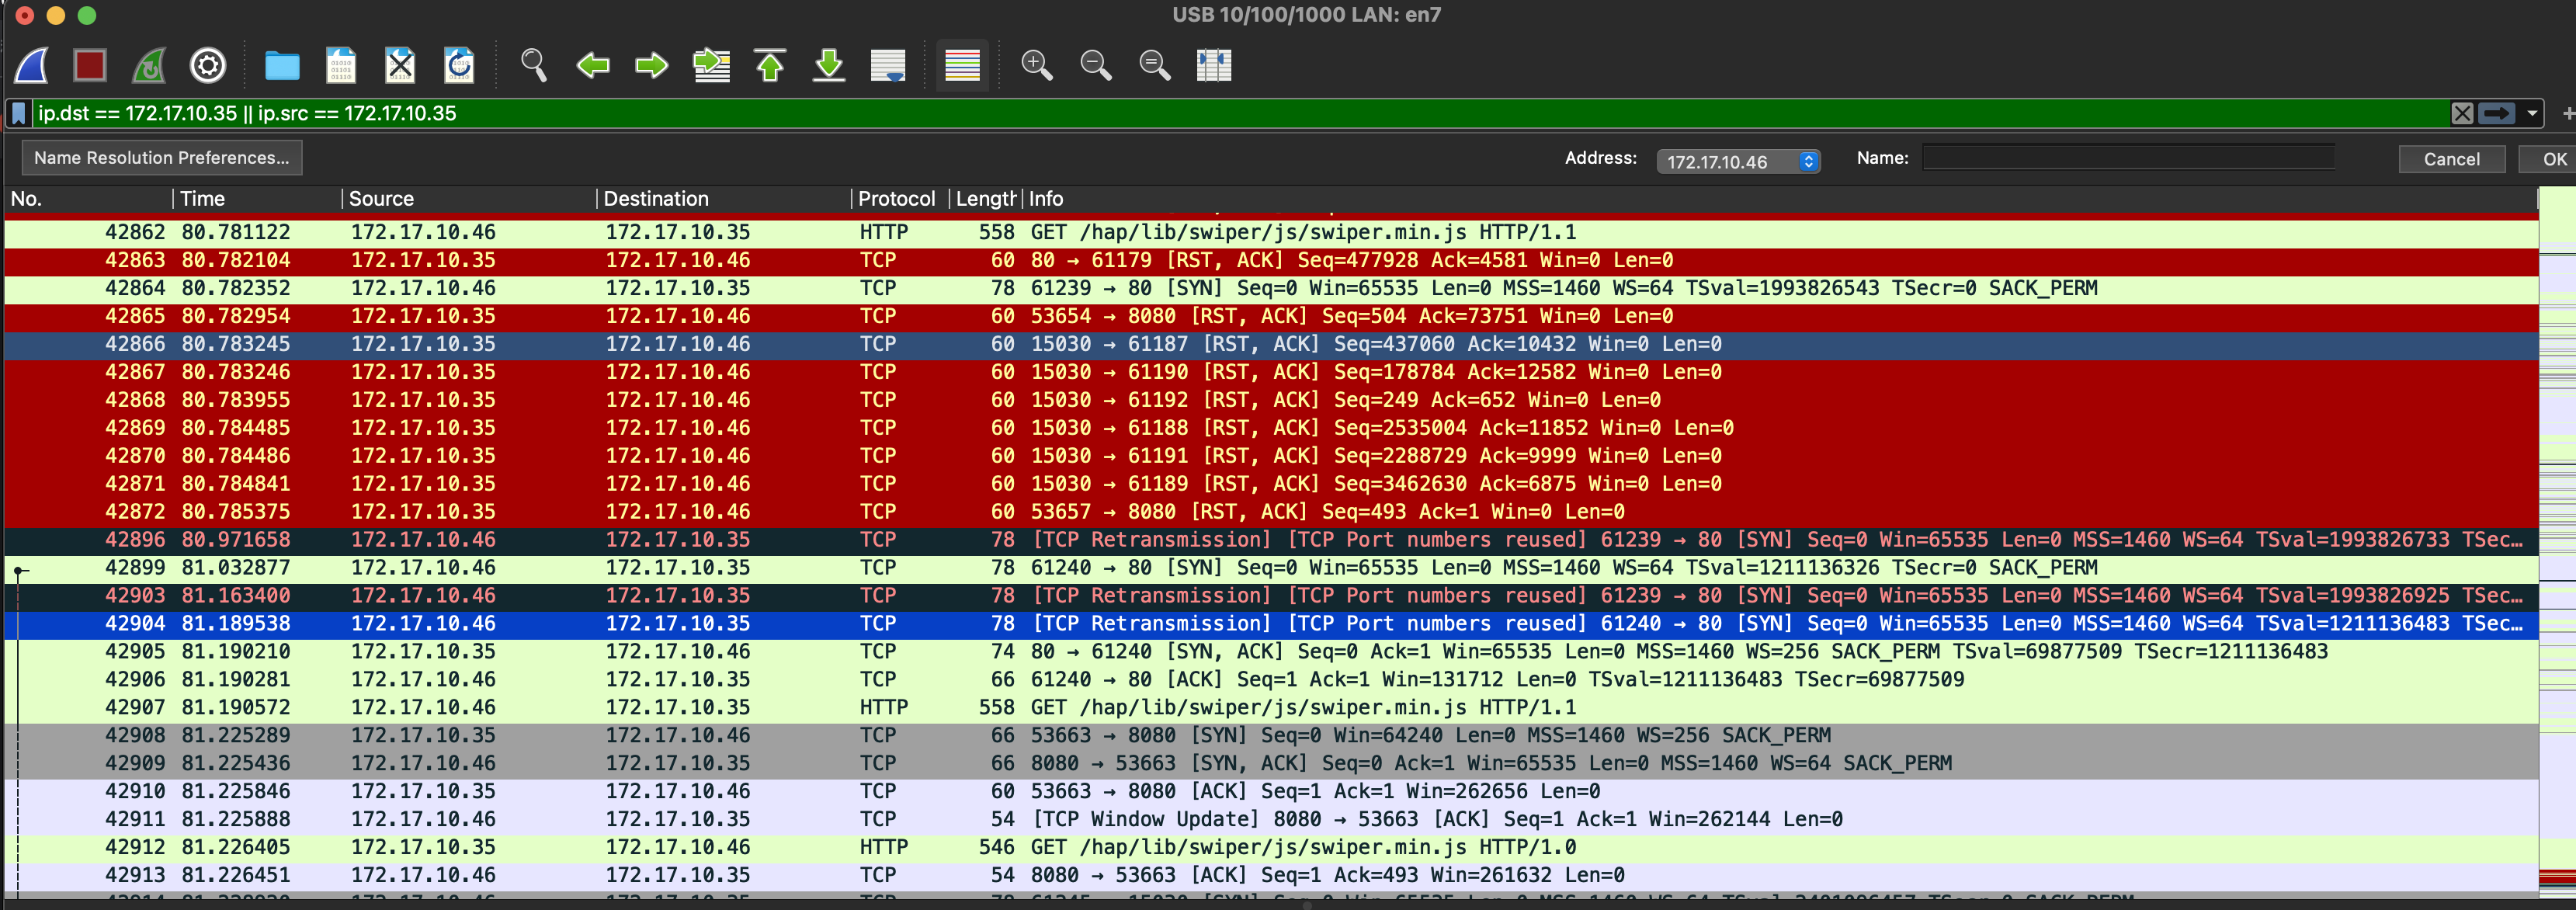 USB 10/100/1000 LAN: en7
ip.dst == 172.17.10.35 || ip.src == 172.17.10.35
Name Resolution Preferences... Address: 172.17.10.46 Name: Cancel OK
No. Time Source Destination Protocol Length Info
42862 80.781122 172.17.10.46 172.17.10.35 HTTP 558 GET /hap/lib/swiper/js/swiper.min.js HTTP/1.1
42863 80.782104 172.17.10.35 172.17.10.46 TCP 60 80 → 61179 [RST, ACK] Seq=477928 Ack=4581 Win=0 Len=0
42864 80.782352 172.17.10.46 172.17.10.35 TCP 78 61239 → 80 [SYN] Seq=0 Win=65535 Len=0 MSS=1460 WS=64 TSval=1993826543 TSecr=0 SACK_PERM
42865 80.782954 172.17.10.35 172.17.10.46 TCP 60 53654 → 8080 [RST, ACK] Seq=504 Ack=73751 Win=0 Len=0
42866 80.783245 172.17.10.35 172.17.10.46 TCP 60 15030 → 61187 [RST, ACK] Seq=437060 Ack=10432 Win=0 Len=0
42867 80.783246 172.17.10.35 172.17.10.46 TCP 60 15030 → 61190 [RST, ACK] Seq=178784 Ack=12582 Win=0 Len=0
42868 80.783955 172.17.10.35 172.17.10.46 TCP 60 15030 → 61192 [RST, ACK] Seq=249 Ack=652 Win=0 Len=0
42869 80.784485 172.17.10.35 172.17.10.46 TCP 60 15030 → 61188 [RST, ACK] Seq=2535004 Ack=11852 Win=0 Len=0
42870 80.784486 172.17.10.35 172.17.10.46 TCP 60 15030 → 61191 [RST, ACK] Seq=2288729 Ack=9999 Win=0 Len=0
42871 80.784841 172.17.10.35 172.17.10.46 TCP 60 15030 → 61189 [RST, ACK] Seq=3462630 Ack=6875 Win=0 Len=0
42872 80.785375 172.17.10.35 172.17.10.46 TCP 60 53657 → 8080 [RST, ACK] Seq=493 Ack=1 Win=0 Len=0
42896 80.971658 172.17.10.46 172.17.10.35 TCP 78 [TCP Retransmission] [TCP Port numbers reused] 61239 → 80 [SYN] Seq=0 Win=65535 Len=0 MSS=1460 WS=64 TSval=1993826733 TSec…
42899 81.032877 172.17.10.46 172.17.10.35 TCP 78 61240 → 80 [SYN] Seq=0 Win=65535 Len=0 MSS=1460 WS=64 TSval=1211136326 TSecr=0 SACK_PERM
42903 81.163400 172.17.10.46 172.17.10.35 TCP 78 [TCP Retransmission] [TCP Port numbers reused] 61239 → 80 [SYN] Seq=0 Win=65535 Len=0 MSS=1460 WS=64 TSval=1993826925 TSec…
42904 81.189538 172.17.10.46 172.17.10.35 TCP 78 [TCP Retransmission] [TCP Port numbers reused] 61240 → 80 [SYN] Seq=0 Win=65535 Len=0 MSS=1460 WS=64 TSval=1211136483 TSec…
42905 81.190210 172.17.10.35 172.17.10.46 TCP 74 80 → 61240 [SYN, ACK] Seq=0 Ack=1 Win=65535 Len=0 MSS=1460 WS=256 SACK_PERM TSval=69877509 TSecr=1211136483
42906 81.190281 172.17.10.46 172.17.10.35 TCP 66 61240 → 80 [ACK] Seq=1 Ack=1 Win=131712 Len=0 TSval=1211136483 TSecr=69877509
42907 81.190572 172.17.10.46 172.17.10.35 HTTP 558 GET /hap/lib/swiper/js/swiper.min.js HTTP/1.1
42908 81.225289 172.17.10.35 172.17.10.46 TCP 66 53663 → 8080 [SYN] Seq=0 Win=64240 Len=0 MSS=1460 WS=256 SACK_PERM
42909 81.225436 172.17.10.46 172.17.10.35 TCP 66 8080 → 53663 [SYN, ACK] Seq=0 Ack=1 Win=65535 Len=0 MSS=1460 WS=64 SACK_PERM
42910 81.225846 172.17.10.35 172.17.10.46 TCP 60 53663 → 8080 [ACK] Seq=1 Ack=1 Win=262656 Len=0
42911 81.225888 172.17.10.46 172.17.10.35 TCP 54 [TCP Window Update] 8080 → 53663 [ACK] Seq=1 Ack=1 Win=262144 Len=0
42912 81.226405 172.17.10.35 172.17.10.46 HTTP 546 GET /hap/lib/swiper/js/swiper.min.js HTTP/1.0
42913 81.226451 172.17.10.46 172.17.10.35 TCP 54 8080 → 53663 [ACK] Seq=1 Ack=493 Win=261632 Len=0